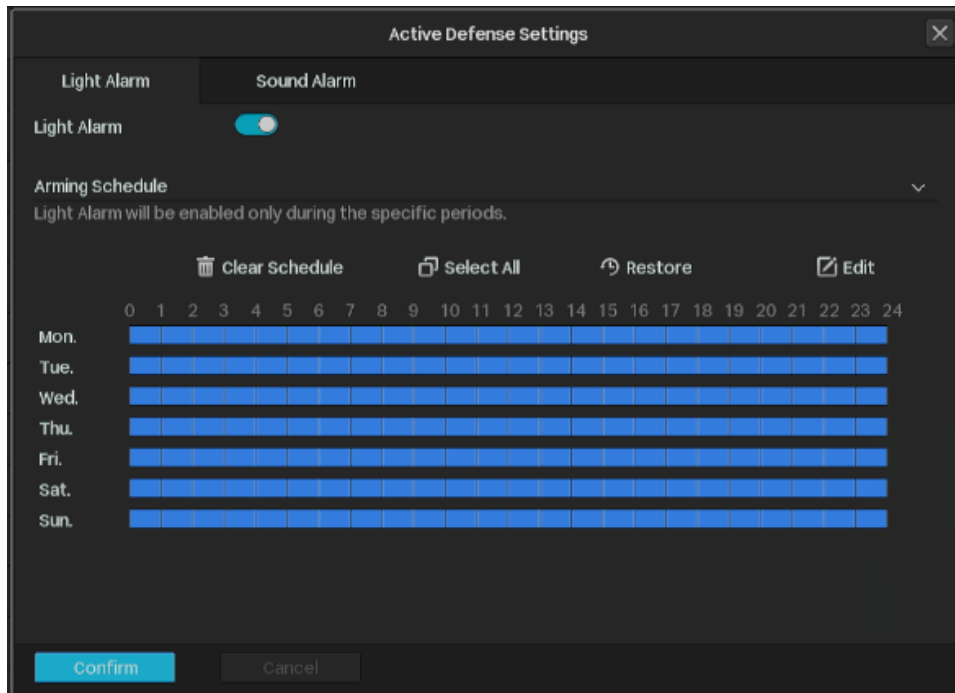 Active Defense Settings
Light Alarm Sound Alarm
Light Alarm
Arming Schedule
Light Alarm will be enabled only during the specific periods.
Clear Schedule Select All Restore Edit
0 1 2 3 4 5 6 7 8 9 10 11 12 13 14 15 16 17 18 19 20 21 22 23 24
Mon.
Tue.
Wed.
Thu.
Fri.
Sat.
Sun.
Confirm Cancel